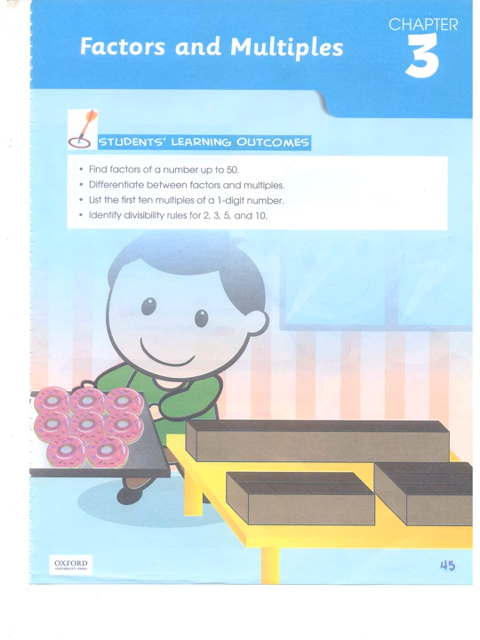 CHAPTER
3
Factors and Multiples
STUDENTS' LEARNING OUTCOMES
• Find factors of a number up to 50.
• Differentiate between factors and multiples.
• List the first ten multiples of a 1-digit number.
• Identify divisibility rules for 2, 3, 5, and 10.
OXFORD
UNIVERSITY PRESS
45